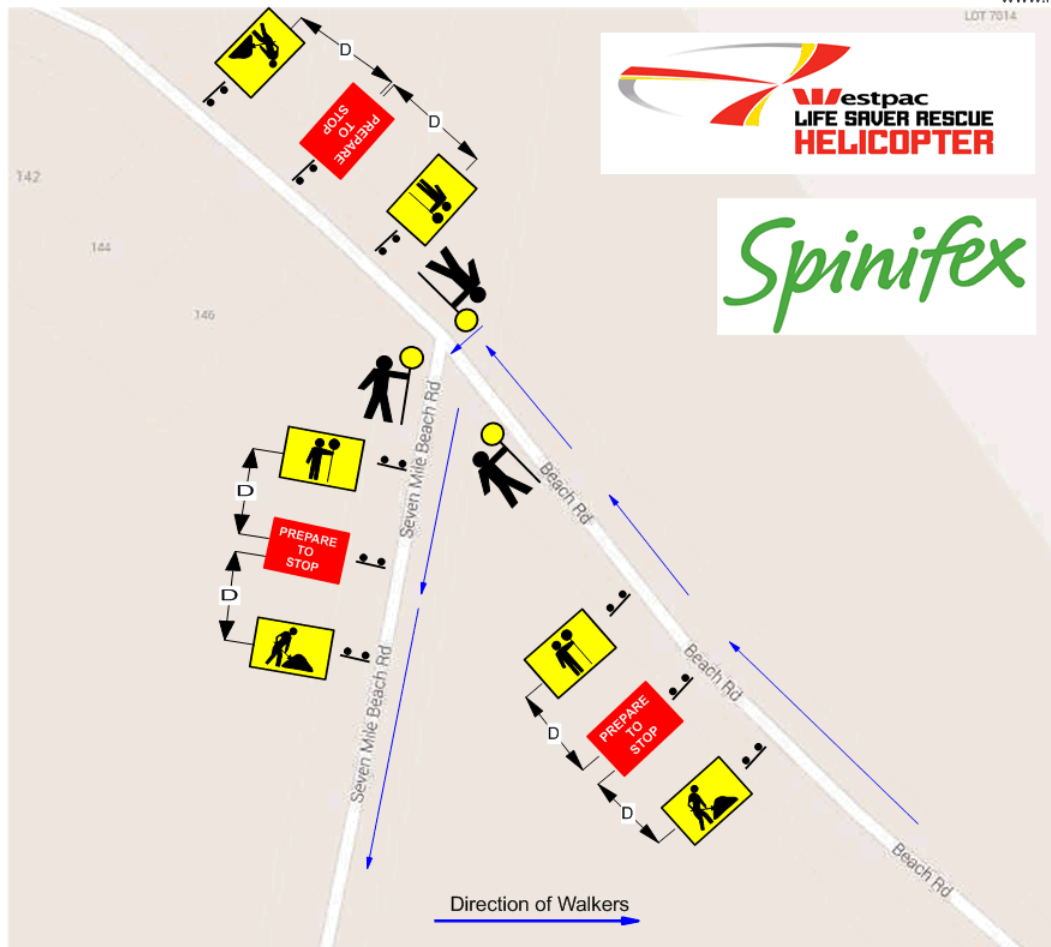 LOT 7014
D
PREPARE
TO
STOP
D
142
144
146
Westpac
LIFE SAVER RESCUE
HELICOPTER
Spinifex
Seven Mile Beach Rd
Beach Rd
D
PREPARE
TO
STOP
D
Seven Mile Beach Rd
Beach Rd
D
PREPARE
TO
STOP
D
Beach Rd
Direction of Walkers